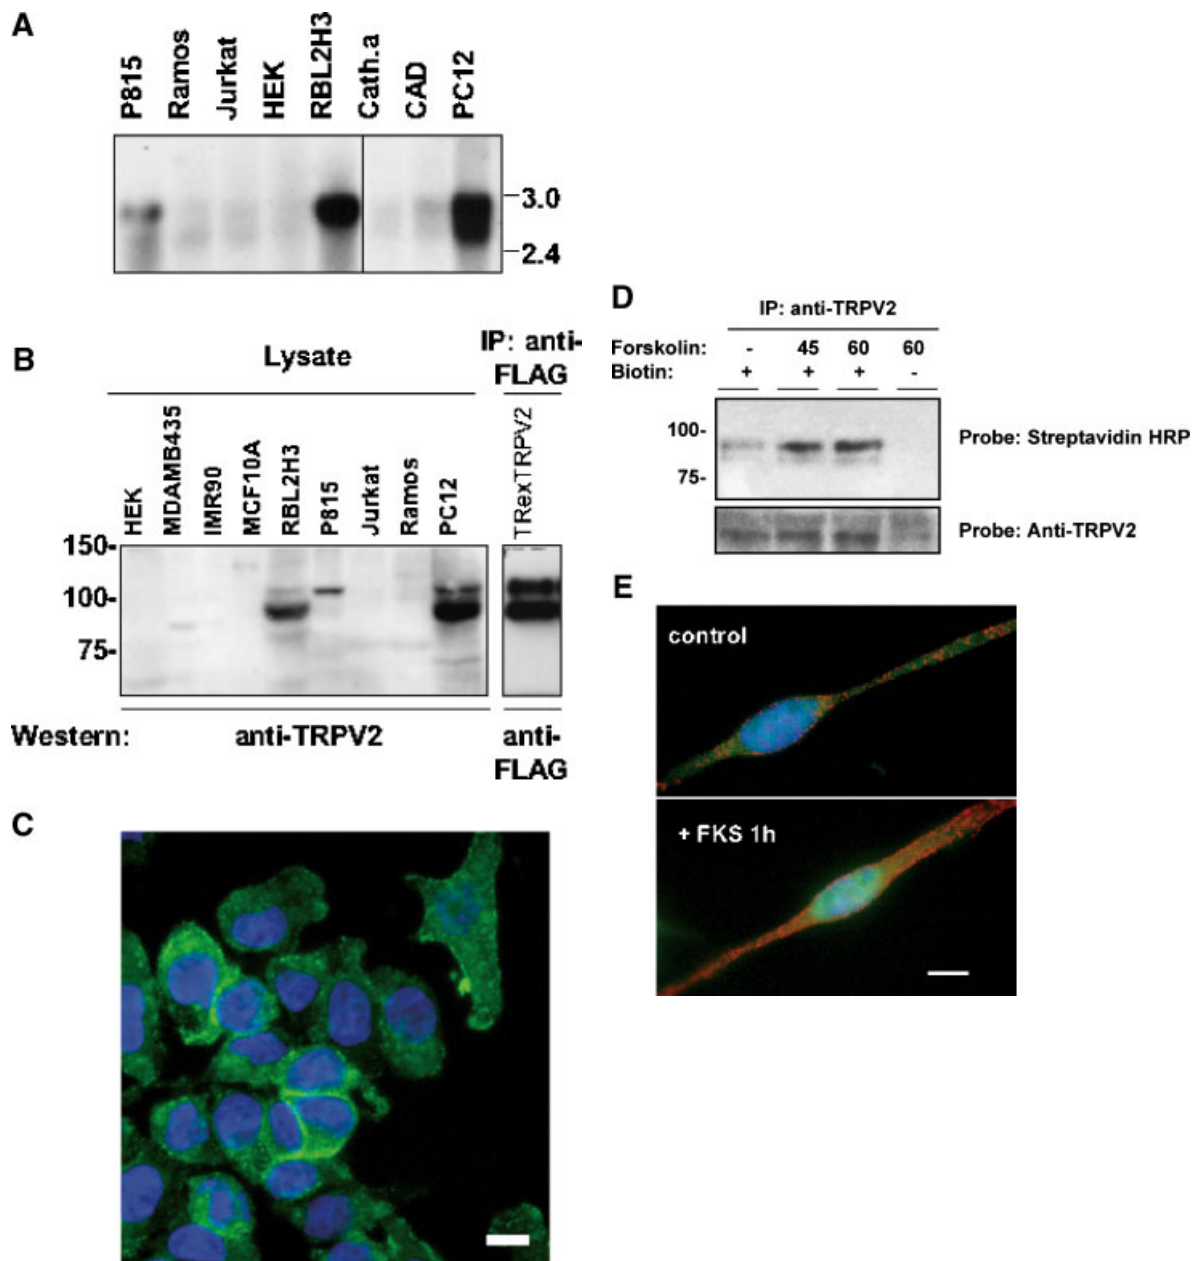 A
P815
Ramos
Jurkat
HEK
RBL2H3
Cath.a
CAD
PC12
3.0
2.4
B
Lysate
IP: anti-
FLAG
HEK
MDAMB435
IMR90
MCF10A
RBL2H3
P815
Jurkat
Ramos
PC12
TRexTRPV2
150-
100-
75-
Western:
anti-TRPV2
anti-
FLAG
C
D
IP: anti-TRPV2
Forskolin: - 45 60 60
Biotin: + + + -
100-
75-
Probe: Streptavidin HRP
Probe: Anti-TRPV2
E
control
+ FKS 1h